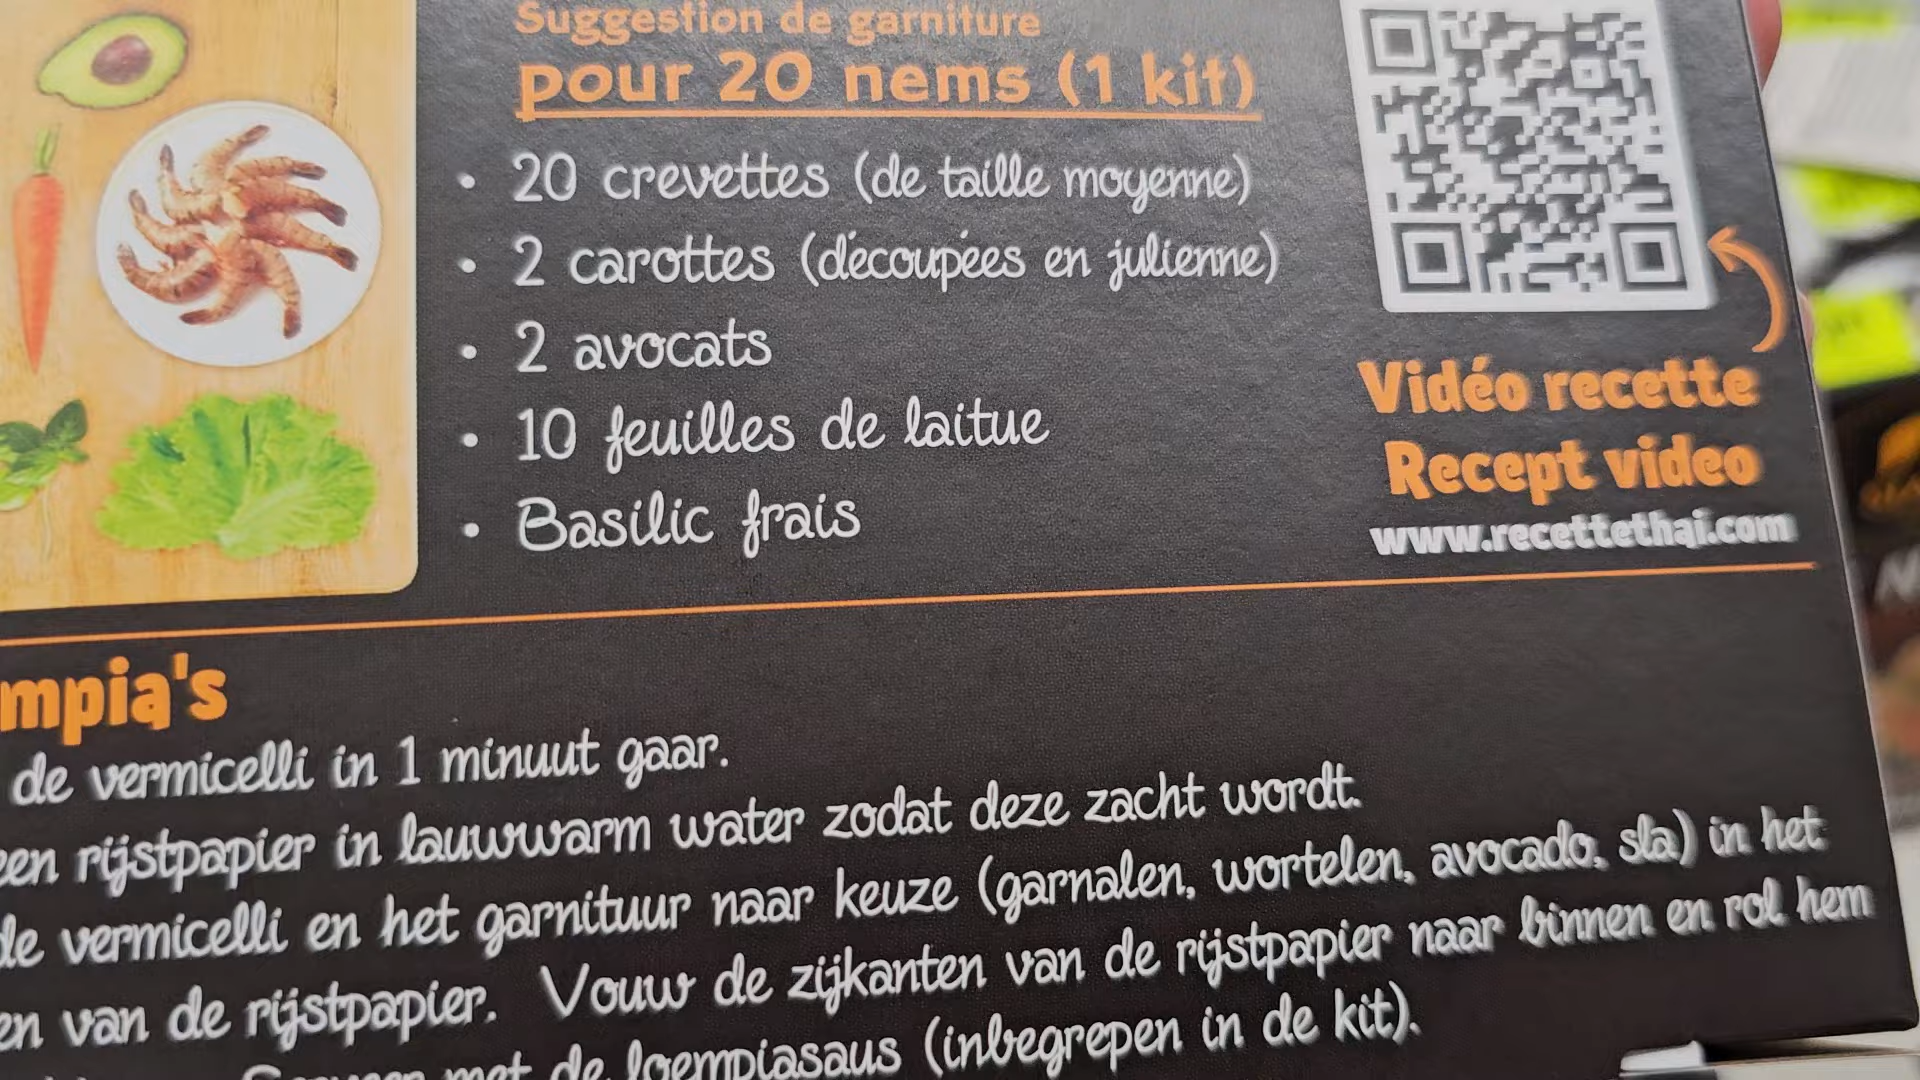 Suggestion de garniture
pour 20 nems (1 kit)
• 20 crevettes (de taille moyenne)
• 2 carottes (découpées en julienne)
• 2 avocats
• 10 feuilles de laitue
• Basilic frais
Vidéo recette
Recept video
www.recettethai.com
mpia's
de vermicelli in 1 minuut gaar.
een rijstpapier in lauwwarm water zodat deze zacht wordt.
de vermicelli en het garnituur naar keuze (garnalen, wortelen, avocado, sla) in het
en van de rijstpapier. Vouw de zijkanten van de rijstpapier naar binnen en rol hem
met de loempiasaus (inbegrepen in de kit).